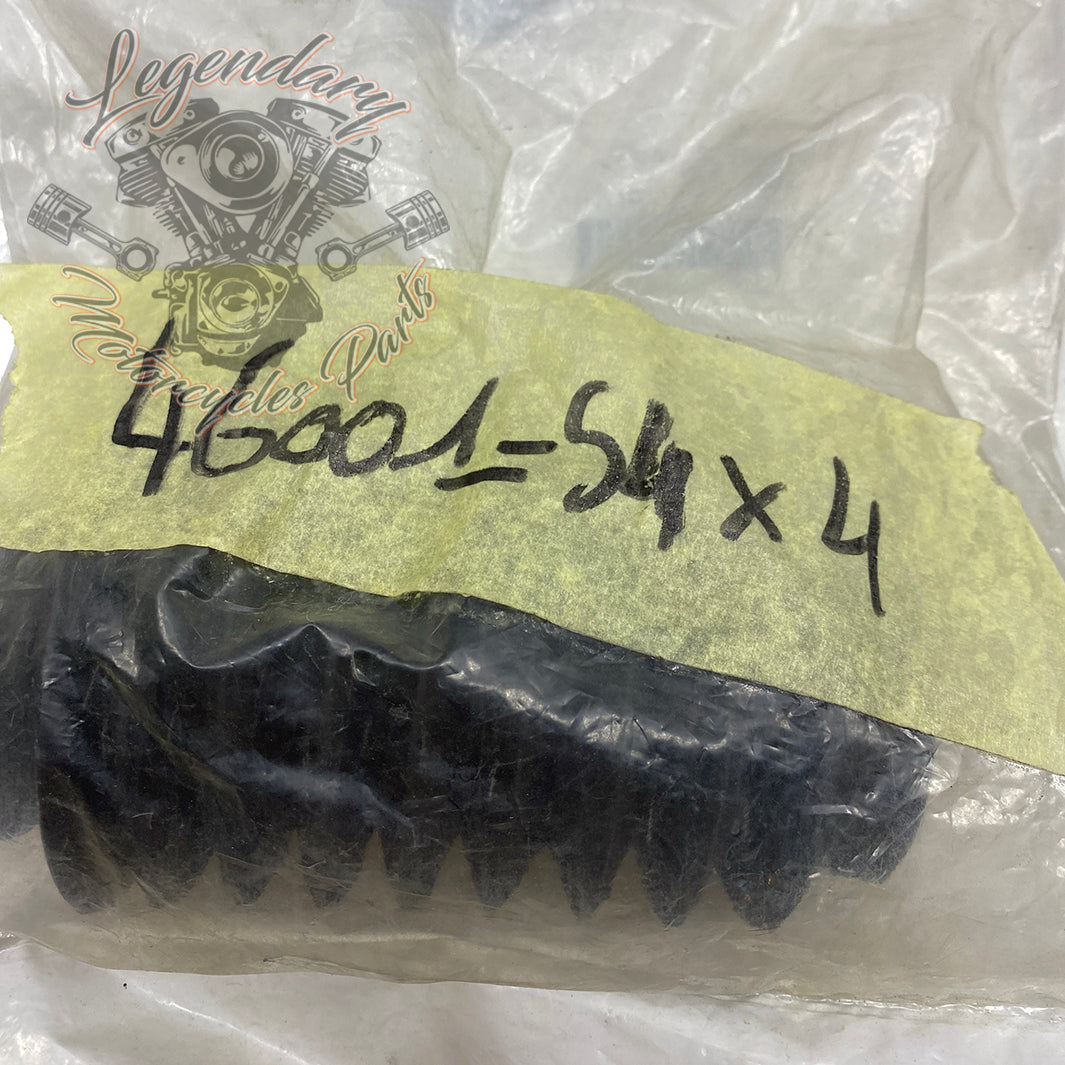 Legendary
Motorcycles Parts
46001-54 x 4